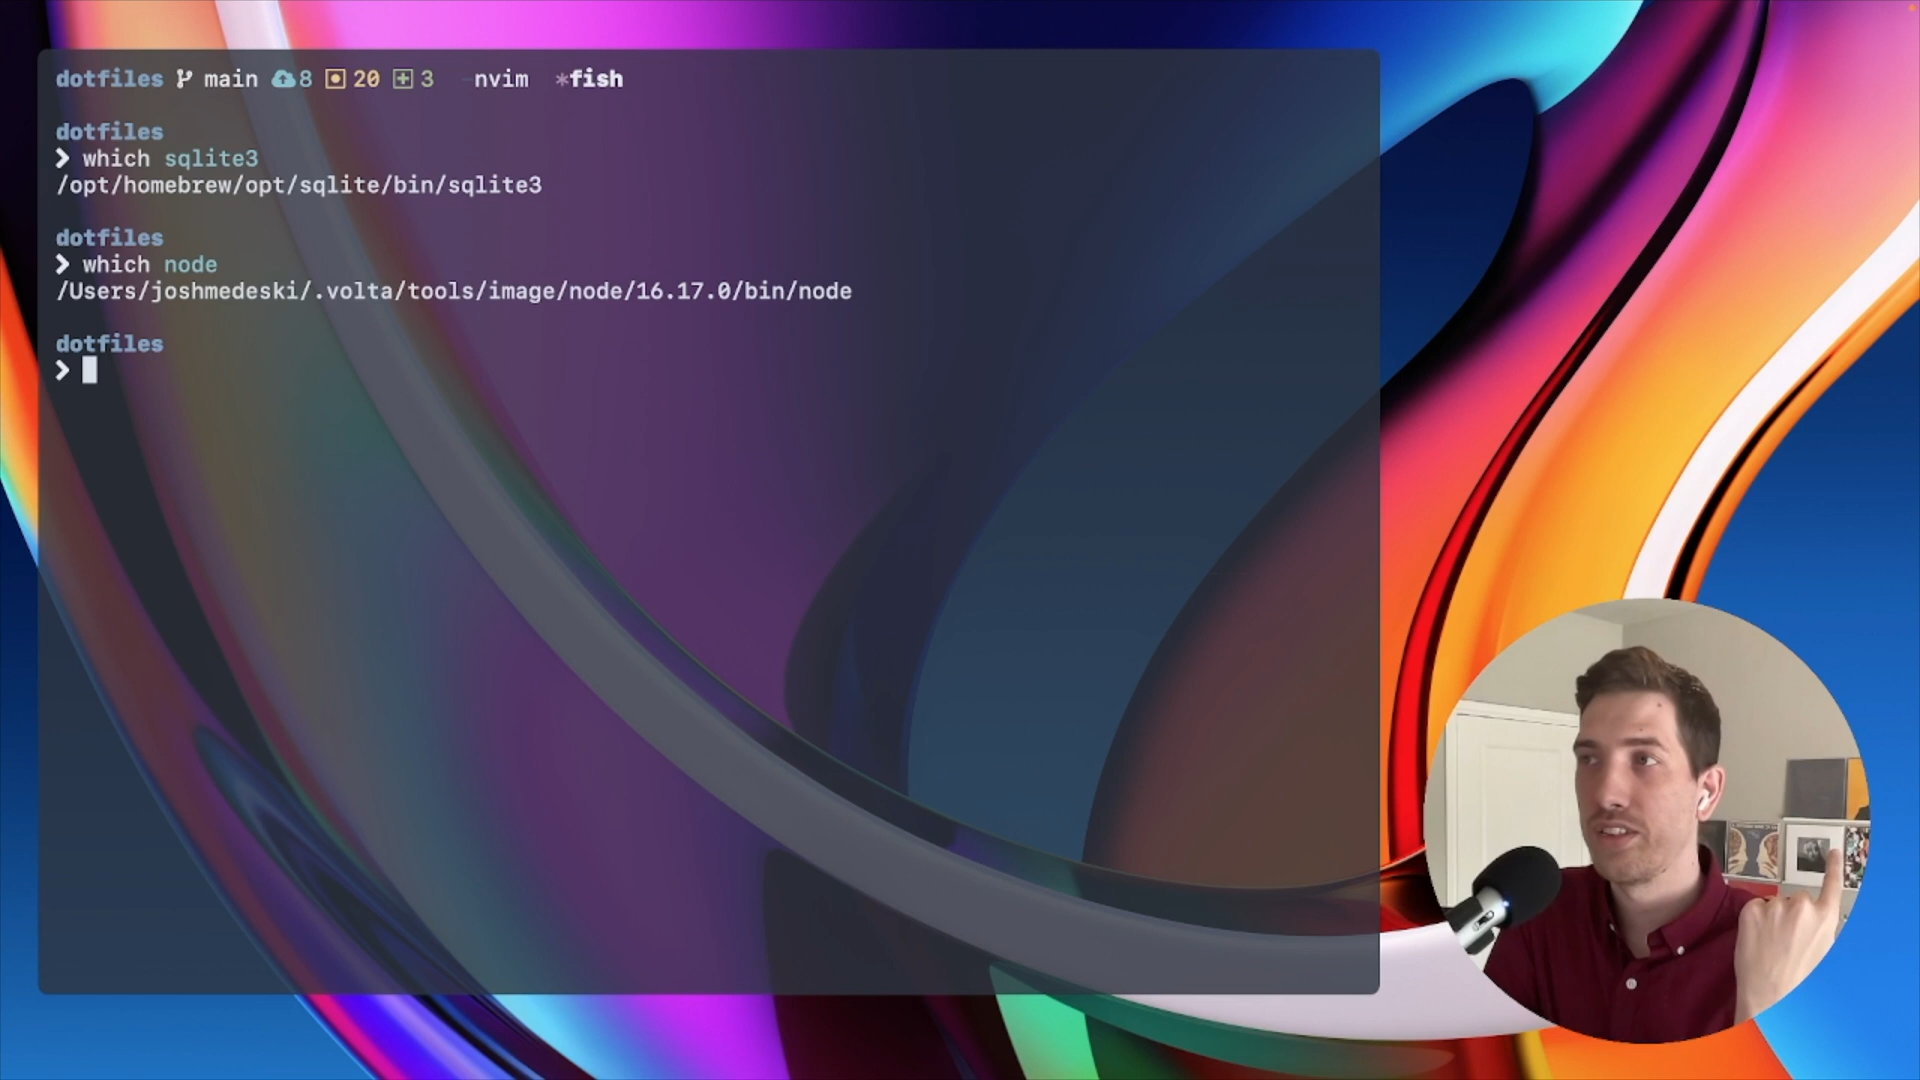 dotfiles main 8 20 3 -nvim *fish
dotfiles
❯ which sqlite3
/opt/homebrew/opt/sqlite/bin/sqlite3
dotfiles
❯ which node
/Users/joshmedeski/.volta/tools/image/node/16.17.0/bin/node
dotfiles
❯